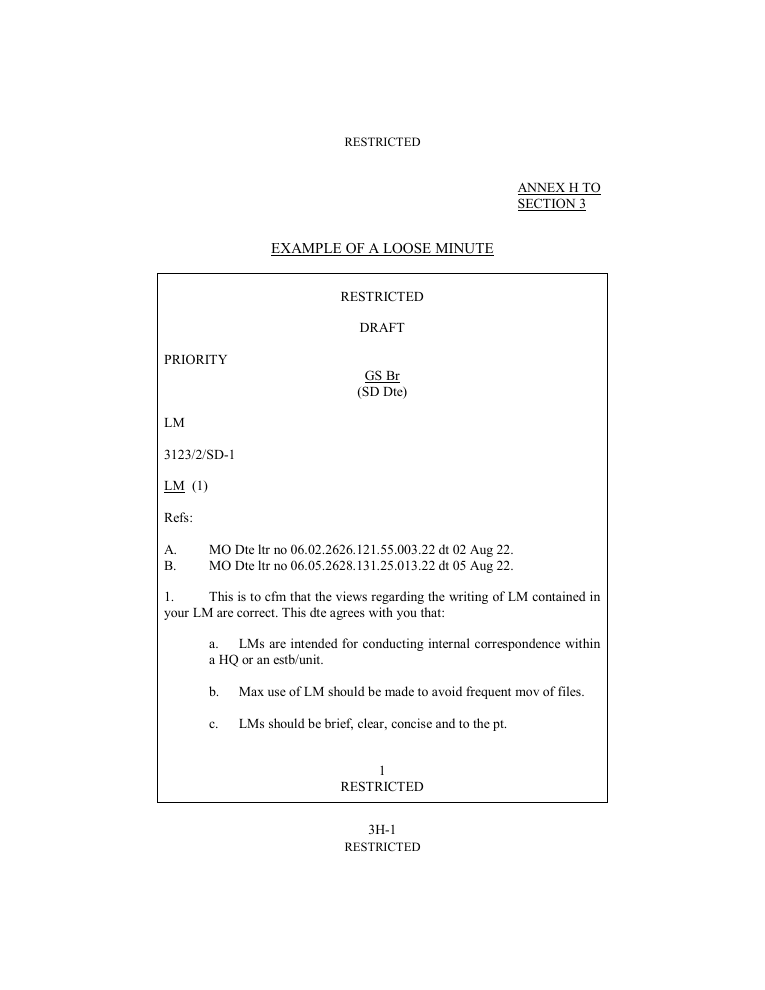 RESTRICTED
ANNEX H TO
SECTION 3
EXAMPLE OF A LOOSE MINUTE
RESTRICTED
DRAFT
PRIORITY
GS Br
(SD Dte)
LM
3123/2/SD-1
LM (1)
Refs:
A. MO Dte ltr no 06.02.2626.121.55.003.22 dt 02 Aug 22.
B. MO Dte ltr no 06.05.2628.131.25.013.22 dt 05 Aug 22.
1. This is to cfm that the views regarding the writing of LM contained in
your LM are correct. This dte agrees with you that:
a. LMs are intended for conducting internal correspondence within
a HQ or an estb/unit.
b. Max use of LM should be made to avoid frequent mov of files.
c. LMs should be brief, clear, concise and to the pt.
1
RESTRICTED
3H-1
RESTRICTED